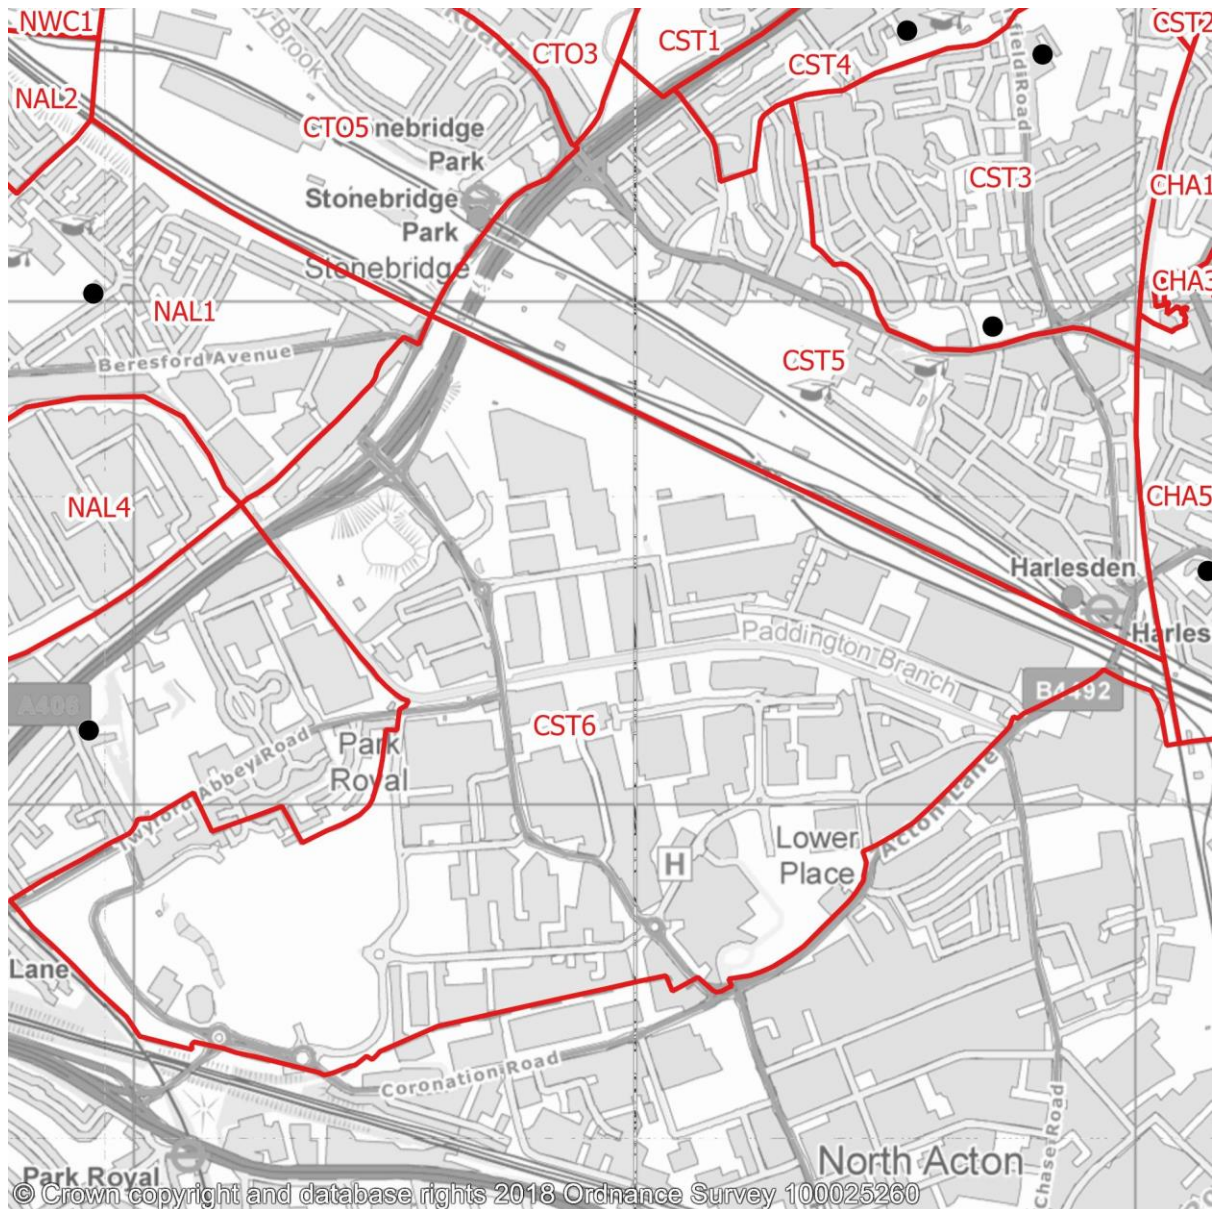 NWC1
CTO3
CST1
CST2
CST4
NAL2
CTO5
nebridge
Park
Stonebridge
Park
Stonebridge
CST3
CHA1
CHA3
NAL1
Beresford Avenue
CST5
NAL4
CHA5
Harlesden
Harles
Paddington Branch
B4492
CST6
Park
Royal
Twyford Abbey Road
Lower
Place
Acton Lane
H
Lane
Coronation Road
Chase Road
North Acton
Park Royal
© Crown copyright and database rights 2018 Ordnance Survey 100025260